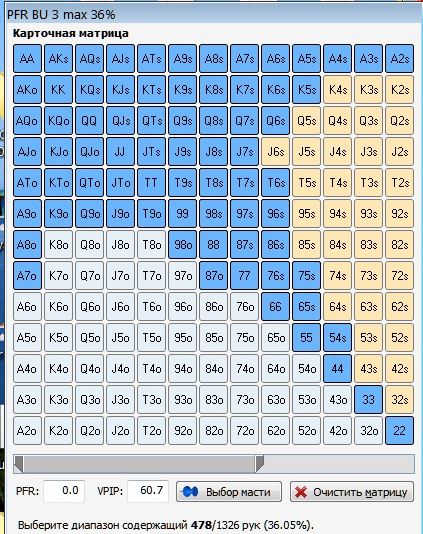 PFR BU 3 max 36%
Карточная матрица
AA AKs AQs AJs ATs A9s A8s A7s A6s A5s A4s A3s A2s
AKo KK KQs KJs KTs K9s K8s K7s K6s K5s K4s K3s K2s
AQo KQo QQ QJs QTs Q9s Q8s Q7s Q6s Q5s Q4s Q3s Q2s
AJo KJo QJo JJ JTs J9s J8s J7s J6s J5s J4s J3s J2s
ATo KTo QTo JTo TT T9s T8s T7s T6s T5s T4s T3s T2s
A9o K9o Q9o J9o T9o 99 98s 97s 96s 95s 94s 93s 92s
A8o K8o Q8o J8o T8o 98o 88 87s 86s 85s 84s 83s 82s
A7o K7o Q7o J7o T7o 97o 87o 77 76s 75s 74s 73s 72s
A6o K6o Q6o J6o T6o 96o 86o 76o 66 65s 64s 63s 62s
A5o K5o Q5o J5o T5o 95o 85o 75o 65o 55 54s 53s 52s
A4o K4o Q4o J4o T4o 94o 84o 74o 64o 54o 44 43s 42s
A3o K3o Q3o J3o T3o 93o 83o 73o 63o 53o 43o 33 32s
A2o K2o Q2o J2o T2o 92o 82o 72o 62o 52o 42o 32o 22
PFR: 0.0 VPIP: 60.7 Выбор масти Очистить матрицу
Выберите диапазон содержащий 478/1326 рук (36.05%).